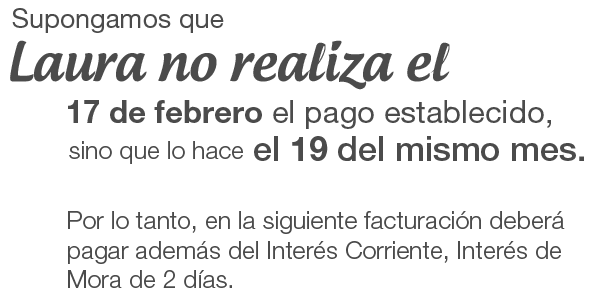 Supongamos que
Laura no realiza el
17 de febrero el pago establecido,
sino que lo hace el 19 del mismo mes.
Por lo tanto, en la siguiente facturación deberá
pagar además del Interés Corriente, Interés de
Mora de 2 días.